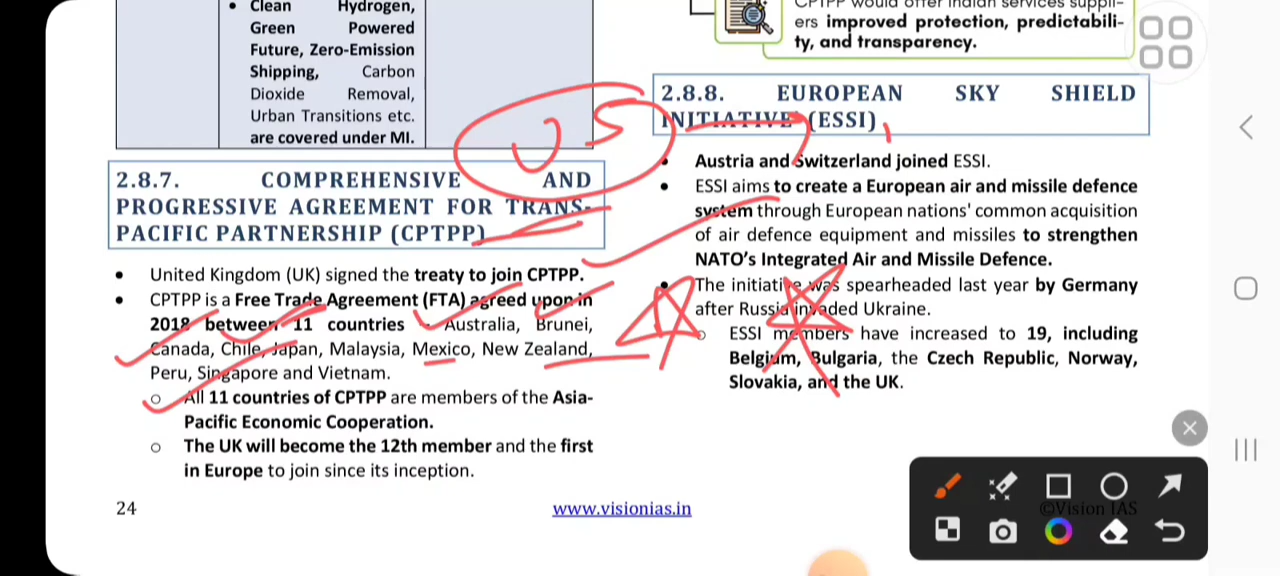 • Clean Hydrogen,
Green Powered
Future, Zero-Emission
Shipping, Carbon
Dioxide Removal,
Urban Transitions etc.
are covered under MI.
2.8.7. COMPREHENSIVE AND
PROGRESSIVE AGREEMENT FOR TRANS-
PACIFIC PARTNERSHIP (CPTPP)
• United Kingdom (UK) signed the treaty to join CPTPP.
• CPTPP is a Free Trade Agreement (FTA) agreed upon in
2018 between 11 countries - Australia, Brunei,
Canada, Chile, Japan, Malaysia, Mexico, New Zealand,
Peru, Singapore and Vietnam.
o All 11 countries of CPTPP are members of the Asia-
Pacific Economic Cooperation.
o The UK will become the 12th member and the first
in Europe to join since its inception.
US
CPTPP would offer Indian services suppli-
ers improved protection, predictabili-
ty, and transparency.
2.8.8. EUROPEAN SKY SHIELD
INITIATIVE (ESSI)
• Austria and Switzerland joined ESSI.
• ESSI aims to create a European air and missile defence
system through European nations' common acquisition
of air defence equipment and missiles to strengthen
NATO's Integrated Air and Missile Defence.
• The initiative was spearheaded last year by Germany
after Russia invaded Ukraine.
o ESSI members have increased to 19, including
Belgium, Bulgaria, the Czech Republic, Norway,
Slovakia, and the UK.
24
www.visionias.in
©Vision IAS